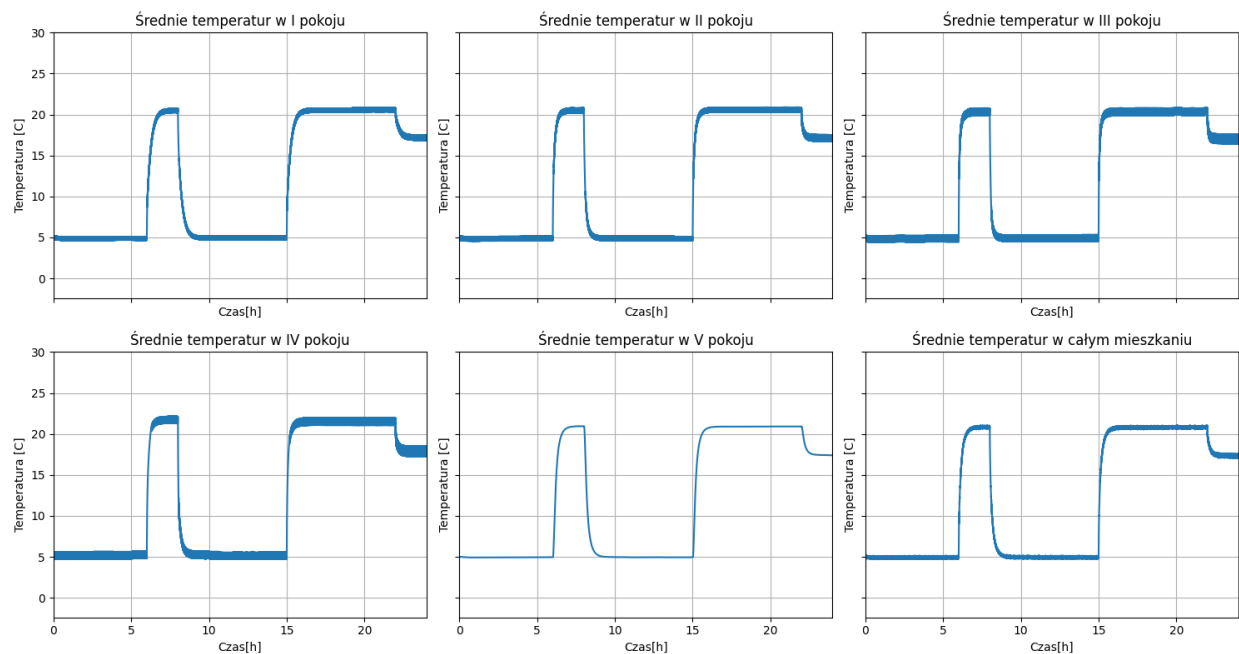 Średnie temperatur w I pokoju
Średnie temperatur w II pokoju
Średnie temperatur w III pokoju
30
25
20
15
10
5
0
Temperatura [C]
Temperatura [C]
Temperatura [C]
Czas[h]
Czas[h]
Czas[h]
Średnie temperatur w IV pokoju
Średnie temperatur w V pokoju
Średnie temperatur w całym mieszkaniu
30
25
20
15
10
5
0
Temperatura [C]
Temperatura [C]
Temperatura [C]
0 5 10 15 20
0 5 10 15 20
0 5 10 15 20
Czas[h]
Czas[h]
Czas[h]